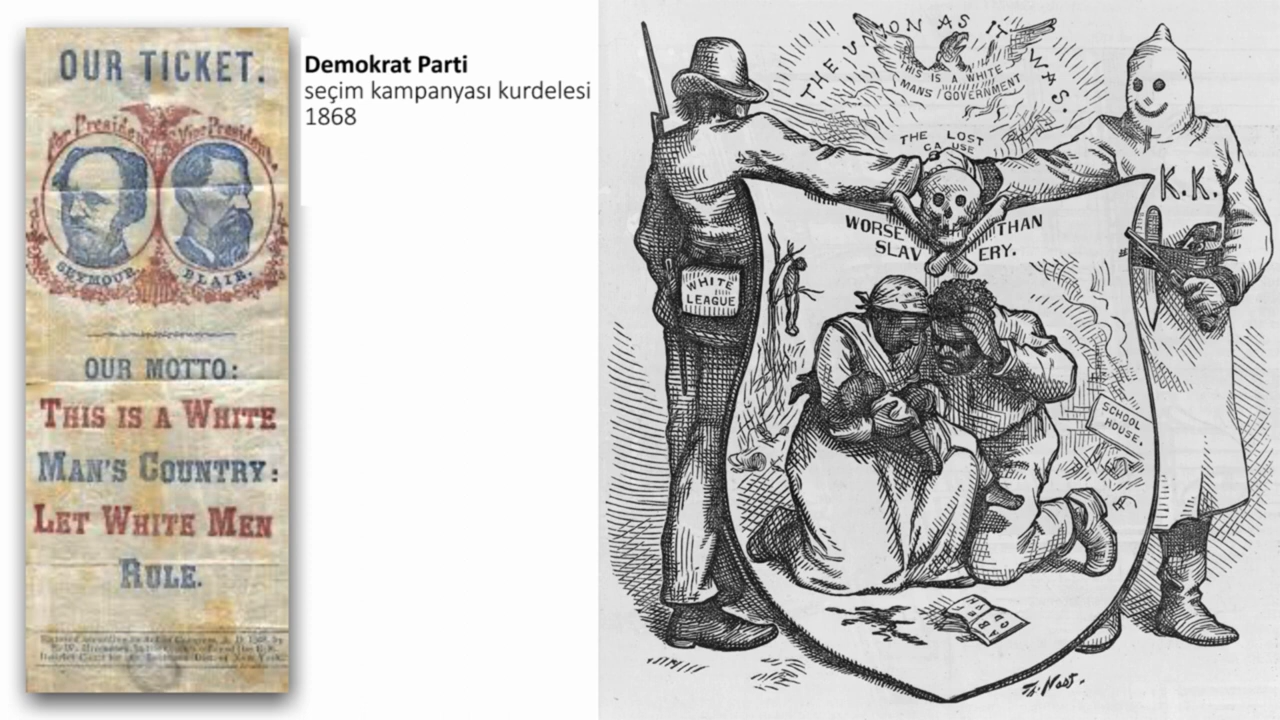 OUR TICKET.
For President
Vice President.
SEYMOUR.
BLAIR.
OUR MOTTO:
THIS IS A WHITE
MAN'S COUNTRY:
LET WHITE MEN
RULE.
Demokrat Parti
seçim kampanyası kurdelesi
1868
THE UNION AS IT WAS.
THIS IS A WHITE
MANS GOVERNMENT
THE LOST
CAUSE
WORSE THAN
SLAVERY.
WHITE
LEAGUE
K.K.
SCHOOL
HOUSE.
Th. Nast.